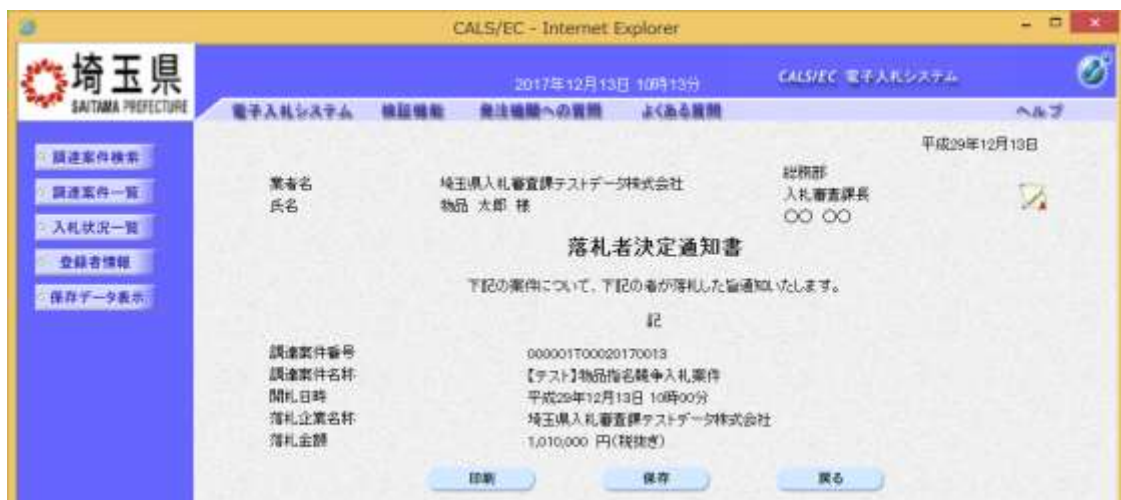 CALS/EC - Internet Explorer
埼玉県
SAITAMA PREFECTURE
2017年12月13日 10時13分
CALS/EC 電子入札システム
電子入札システム 検証機能 発注機関への質問 よくある質問 ヘルプ
調達案件検索
調達案件一覧
入札状況一覧
登録者情報
保存データ表示
平成29年12月13日
業者名 埼玉県入札審査課テストデータ株式会社
氏名 物品 太郎 様
総務部
入札審査課長
○○ ○○
落札者決定通知書
下記の案件について、下記の者が落札した旨通知いたします。
記
調達案件番号 000001T00020170013
調達案件名称 【テスト】物品指名競争入札案件
開札日時 平成29年12月13日 10時00分
落札企業名称 埼玉県入札審査課テストデータ株式会社
落札金額 1,010,000 円(税抜き)
印刷 保存 戻る